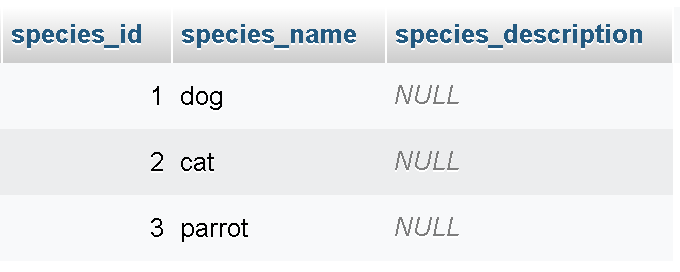 species_id species_name species_description
1 dog NULL
2 cat NULL
3 parrot NULL